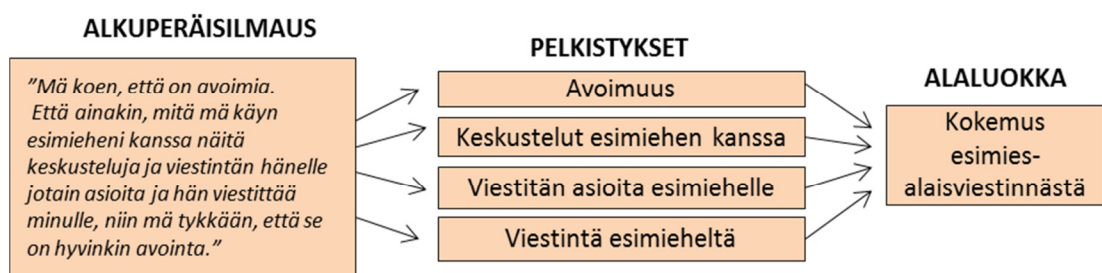 ALKUPERÄISILMAUS
”Mä koen, että on avoimia.
Että ainakin, mitä mä käyn
esimieheni kanssa näitä
keskusteluja ja viestintän hänelle
jotain asioita ja hän viestittää
minulle, niin mä tykkään, että se
on hyvinkin avointa.”
PELKISTYKSET
Avoimuus
Keskustelut esimiehen kanssa
Viestitän asioita esimiehelle
Viestintä esimieheltä
ALALUOKKA
Kokemus
esimies-
alaisviestinnästä